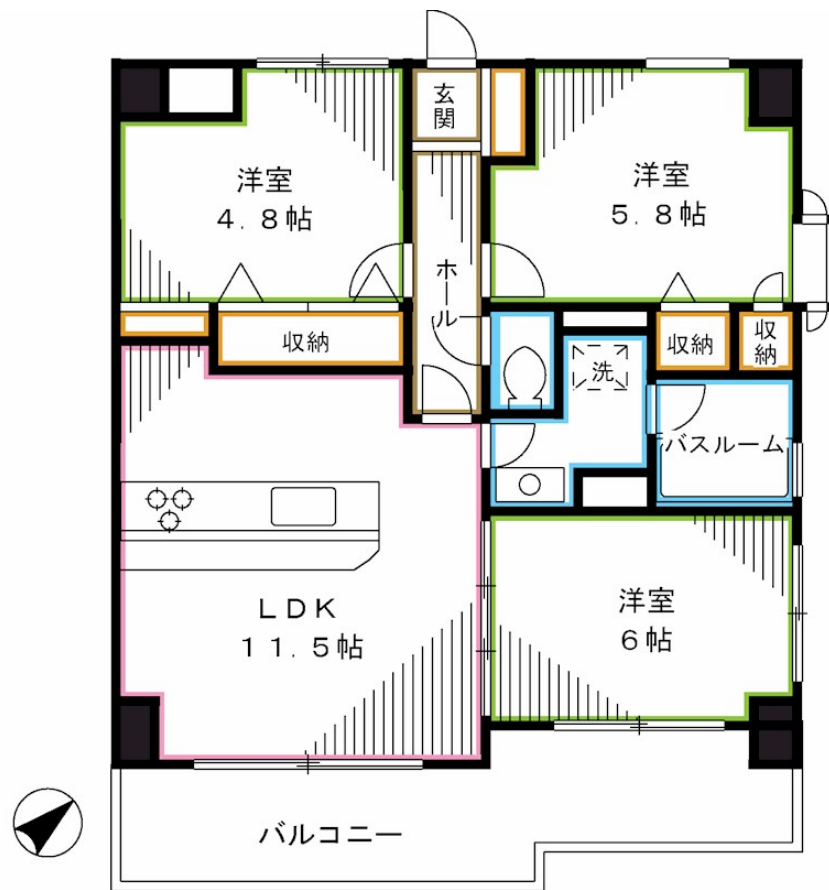 玄関
洋室
4.8帖
洋室
5.8帖
ホール
収納
洗
収納
収納
バスルーム
LDK
11.5帖
洋室
6帖
バルコニー